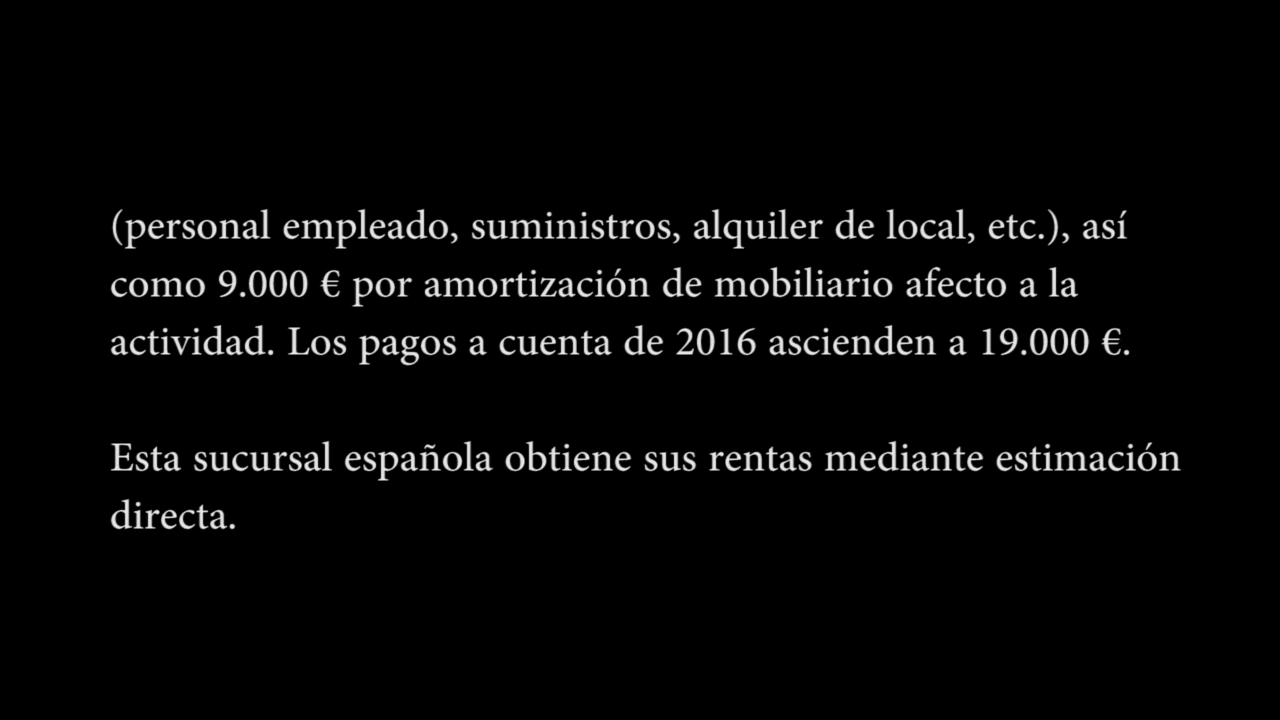 (personal empleado, suministros, alquiler de local, etc.), así
como 9.000 € por amortización de mobiliario afecto a la
actividad. Los pagos a cuenta de 2016 ascienden a 19.000 €.
Esta sucursal española obtiene sus rentas mediante estimación
directa.